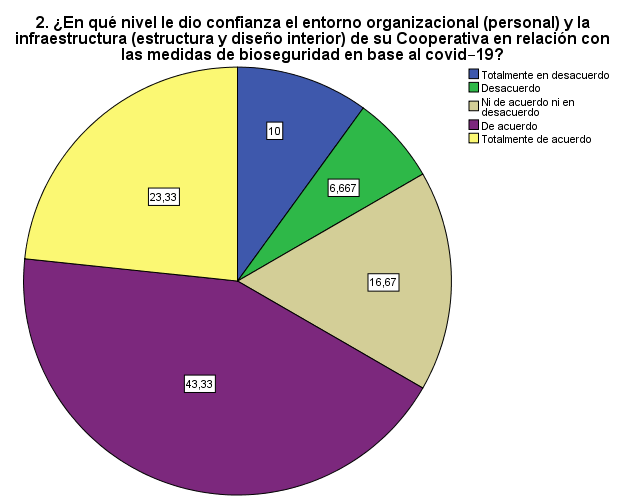 2. ¿En qué nivel le dio confianza el entorno organizacional (personal) y la
infraestructura (estructura y diseño interior) de su Cooperativa en relación con
las medidas de bioseguridad en base al covid–19?
Totalmente en desacuerdo
Desacuerdo
Ni de acuerdo ni en
desacuerdo
De acuerdo
Totalmente de acuerdo
10
6,667
23,33
16,67
43,33